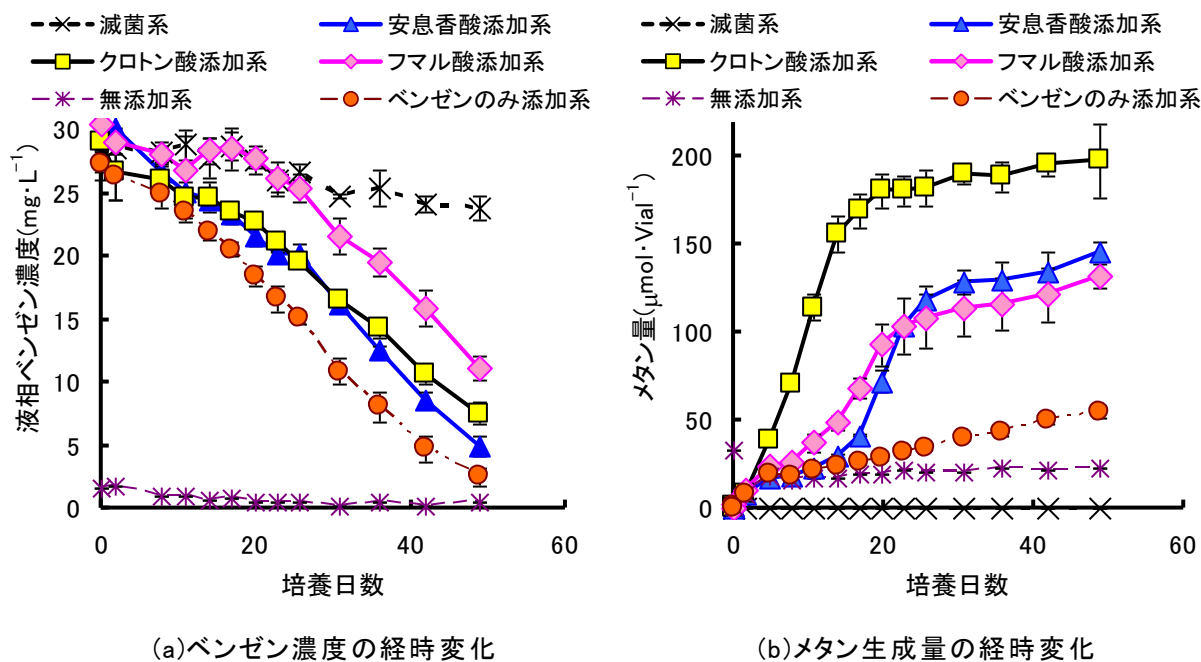 滅菌系 安息香酸添加系
クロトン酸添加系 フマル酸添加系
無添加系 ベンゼンのみ添加系
滅菌系 安息香酸添加系
クロトン酸添加系 フマル酸添加系
無添加系 ベンゼンのみ添加系
液相ベンゼン濃度(mg・L⁻¹)
30
25
20
15
10
5
0
0 20 40 60
培養日数
メタン量(μmol・Vial⁻¹)
200
150
100
50
0
0 20 40 60
培養日数
(a)ベンゼン濃度の経時変化
(b)メタン生成量の経時変化